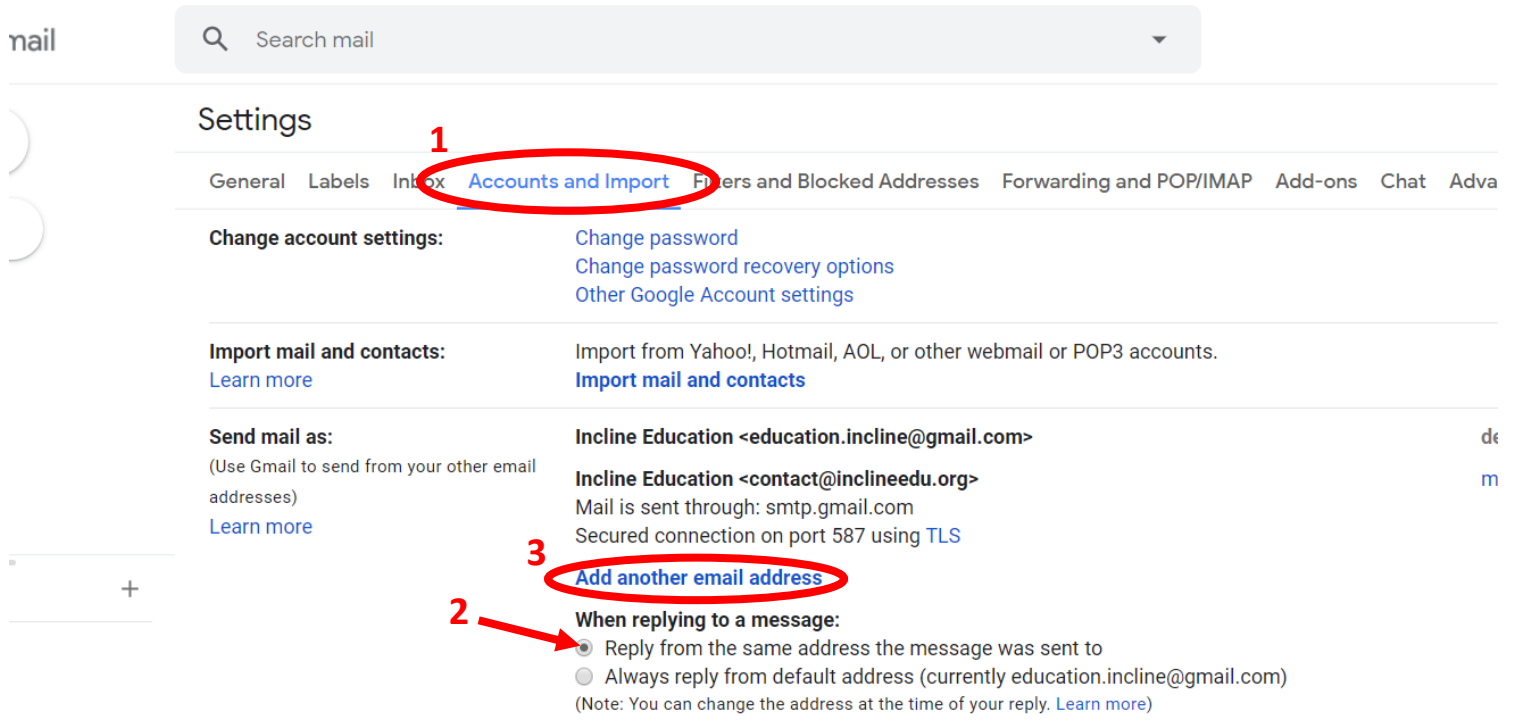 mail
Search mail
Settings
1
General Labels Inbox Accounts and Import Filters and Blocked Addresses Forwarding and POP/IMAP Add-ons Chat Adva
Change account settings:
Change password
Change password recovery options
Other Google Account settings
Import mail and contacts:
Learn more
Import from Yahoo!, Hotmail, AOL, or other webmail or POP3 accounts.
Import mail and contacts
Send mail as:
(Use Gmail to send from your other email
addresses)
Learn more
Incline Education <education.incline@gmail.com>
de
Incline Education <contact@inclineedu.org>
m
Mail is sent through: smtp.gmail.com
Secured connection on port 587 using TLS
3
Add another email address
+
2
When replying to a message:
Reply from the same address the message was sent to
Always reply from default address (currently education.incline@gmail.com)
(Note: You can change the address at the time of your reply. Learn more)